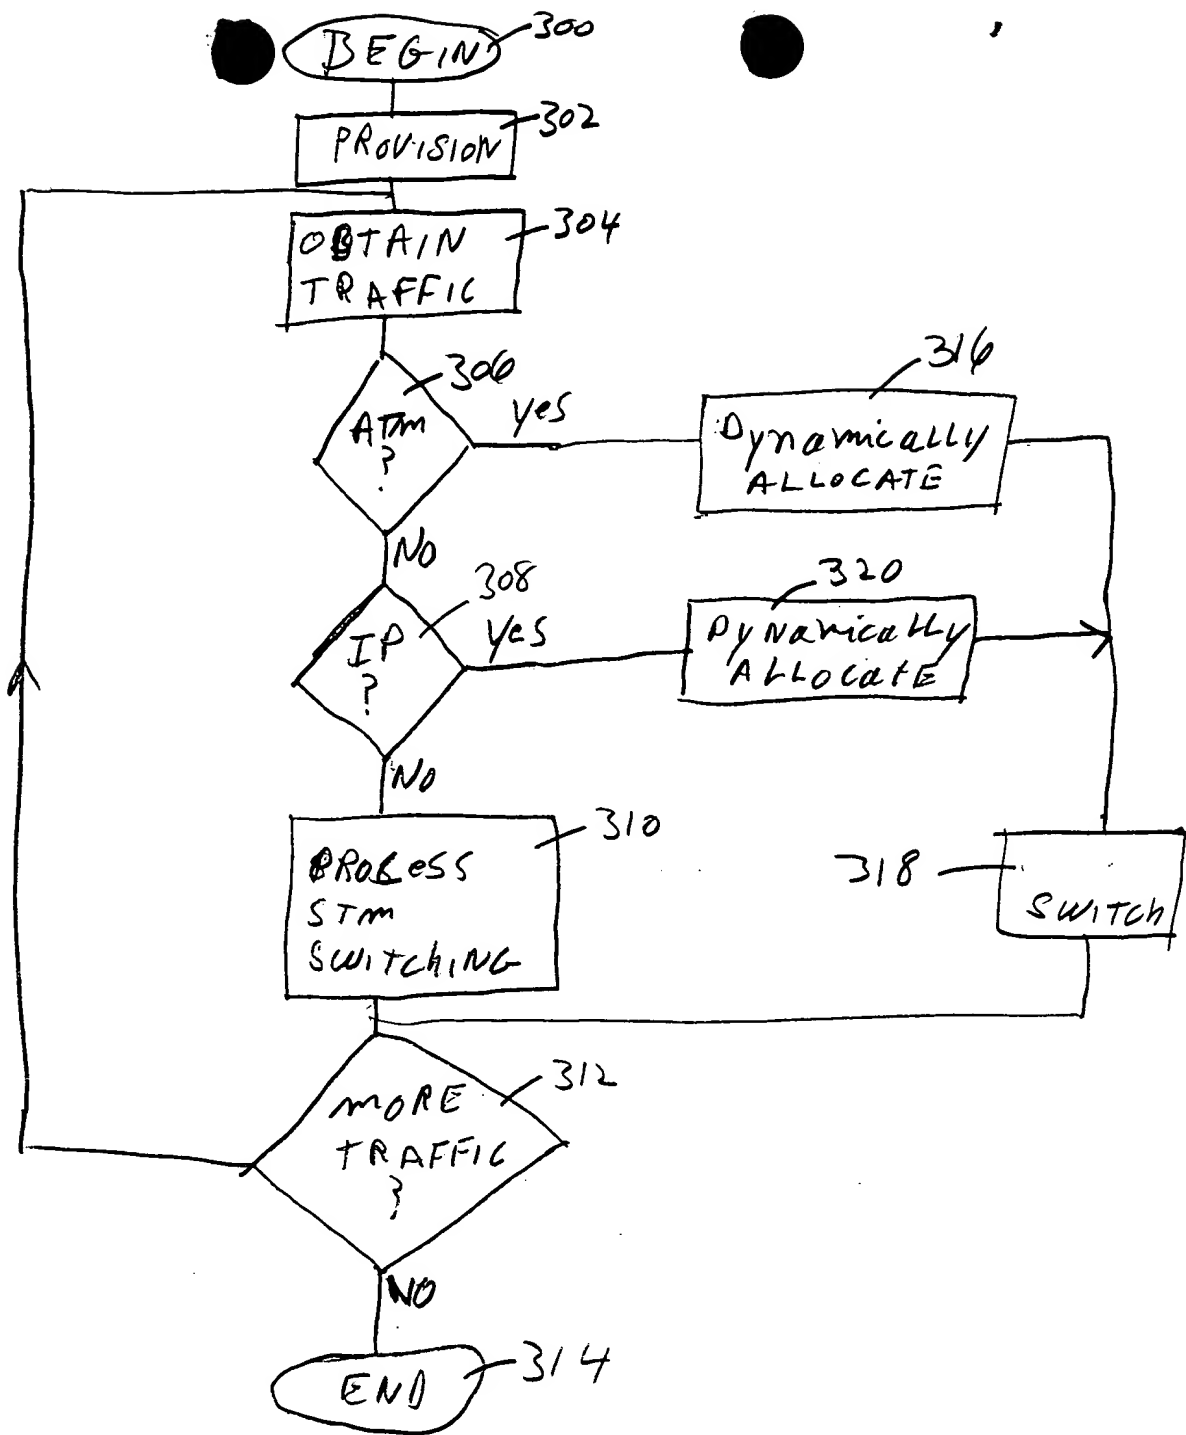 BEGIN
300
PROVISION
302
OBTAIN
TRAFFIC
304
306
ATM
?
yes
316
Dynamically
ALLOCATE
NO
308
IP
?
yes
320
Dynamically
ALLocatE
NO
310
PROCESS
STM
SWITCHING
318
SWITCH
312
MORE
TRAFFIC
?
NO
END
314